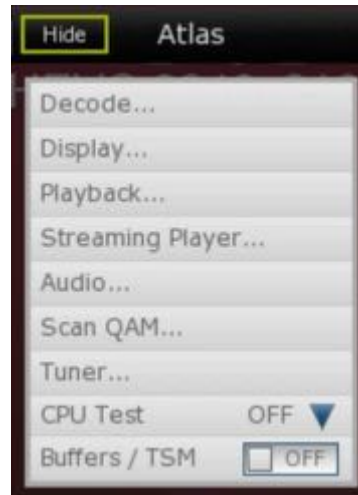 Hide Atlas
Decode...
Display...
Playback...
Streaming Player...
Audio...
Scan QAM...
Tuner...
CPU Test OFF
Buffers / TSM OFF